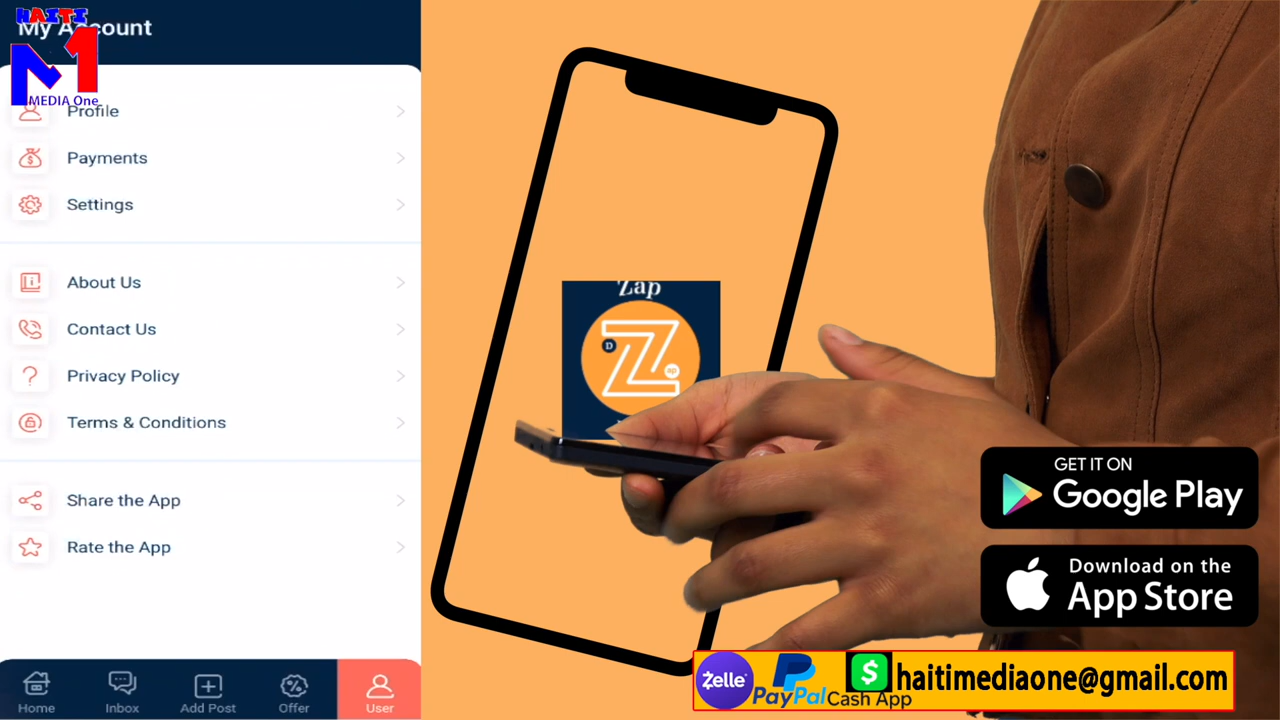 HAITI
My Account
M1
MEDIA One
Profile
Payments
Settings
About Us
Contact Us
Privacy Policy
Terms & Conditions
Share the App
Rate the App
Home
Inbox
Add Post
Offer
User
Zap
Z
D
ap
GET IT ON
Google Play
Download on the
App Store
Zelle
PayPal
$
Cash App
haitimediaone@gmail.com